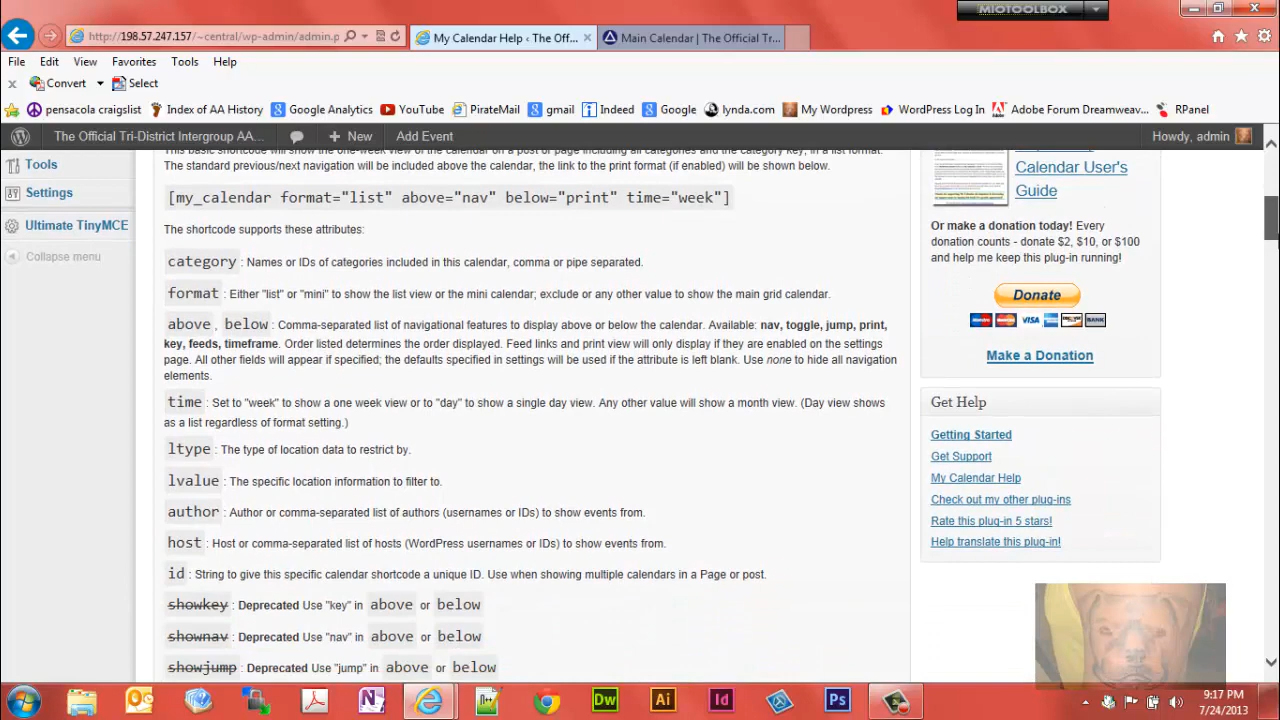 MIOTOOLBOX
http://198.57.247.157/~central/wp-admin/admin.p
My Calendar Help ‹ The Off...
Main Calendar | The Official Tr...
File Edit View Favorites Tools Help
x Convert Select
pensacola craigslist Index of AA History Google Analytics YouTube PirateMail gmail Indeed Google lynda.com My Wordpress WordPress Log In Adobe Forum Dreamweav... RPanel
The Official Tri-District Intergroup AA... + New Add Event Howdy, admin
Tools
Settings
Ultimate TinyMCE
Collapse menu
This basic shortcode will show the one-week view of the calendar on a post or page including all categories and the category key, in a list format.
The standard previous/next navigation will be included above the calendar, the link to the print format (if enabled) will be shown below.
[my_calendar format="list" above="nav" below="print" time="week"]
The shortcode supports these attributes:
category : Names or IDs of categories included in this calendar, comma or pipe separated.
format : Either "list" or "mini" to show the list view or the mini calendar; exclude or any other value to show the main grid calendar.
above , below : Comma-separated list of navigational features to display above or below the calendar. Available: nav, toggle, jump, print,
key, feeds, timeframe. Order listed determines the order displayed. Feed links and print view will only display if they are enabled on the settings
page. All other fields will appear if specified; the defaults specified in settings will be used if the attribute is left blank. Use none to hide all navigation
elements.
time : Set to "week" to show a one week view or to "day" to show a single day view. Any other value will show a month view. (Day view shows
as a list regardless of format setting.)
ltype : The type of location data to restrict by.
lvalue : The specific location information to filter to.
author : Author or comma-separated list of authors (usernames or IDs) to show events from.
host : Host or comma-separated list of hosts (WordPress usernames or IDs) to show events from.
id : String to give this specific calendar shortcode a unique ID. Use when showing multiple calendars in a Page or post.
showkey : Deprecated Use "key" in above or below
shownav : Deprecated Use "nav" in above or below
showjump : Deprecated Use "jump" in above or below
Calendar User's
Guide
Or make a donation today! Every
donation counts - donate $2, $10, or $100
and help me keep this plug-in running!
Donate
VISA
BANK
Make a Donation
Get Help
Getting Started
Get Support
My Calendar Help
Check out my other plug-ins
Rate this plug-in 5 stars!
Help translate this plug-in!
Dw Ai Id Ps
9:17 PM
7/24/2013